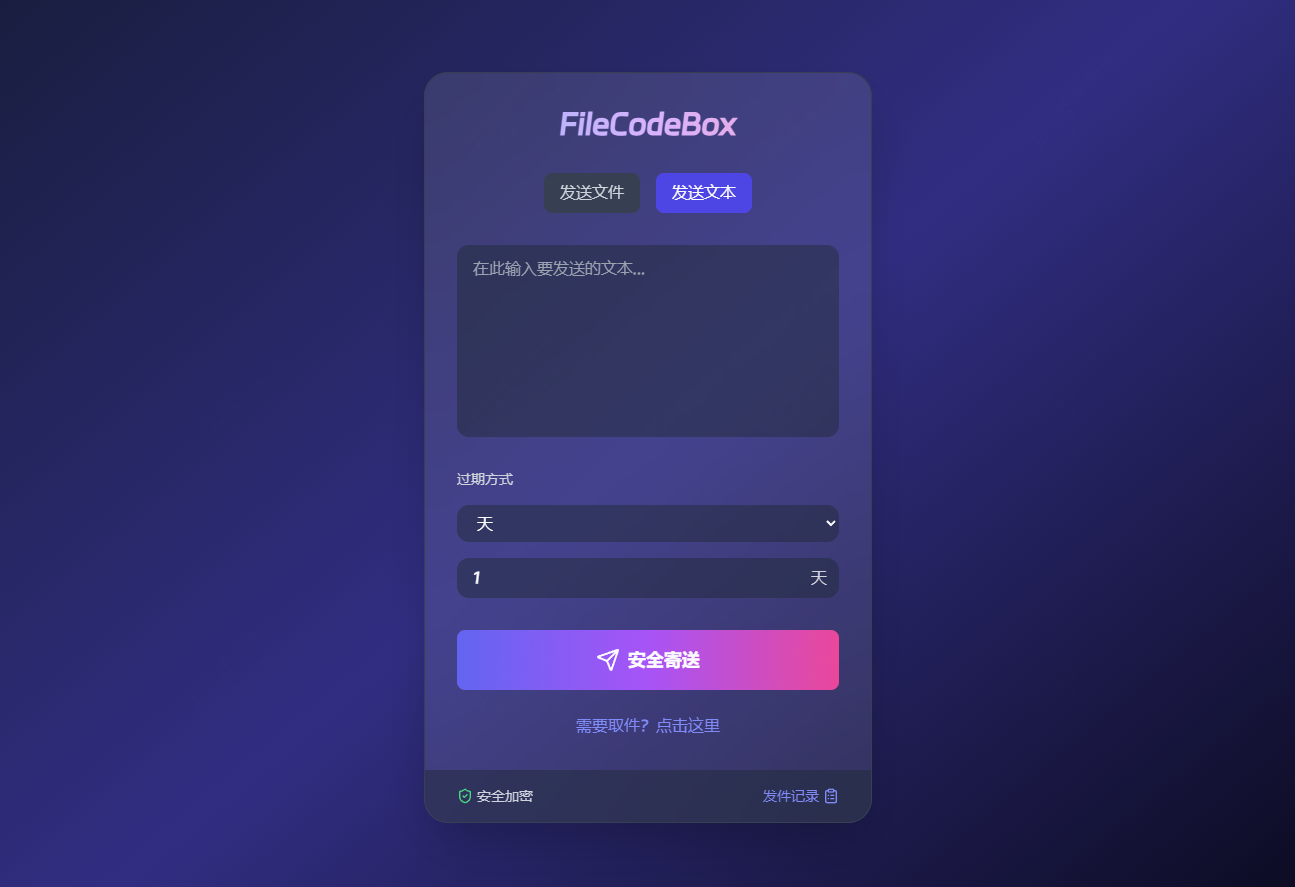 FileCodeBox
发送文件 发送文本
在此输入要发送的文本...
过期方式
天
1 天
安全寄送
需要取件？点击这里
安全加密 发件记录